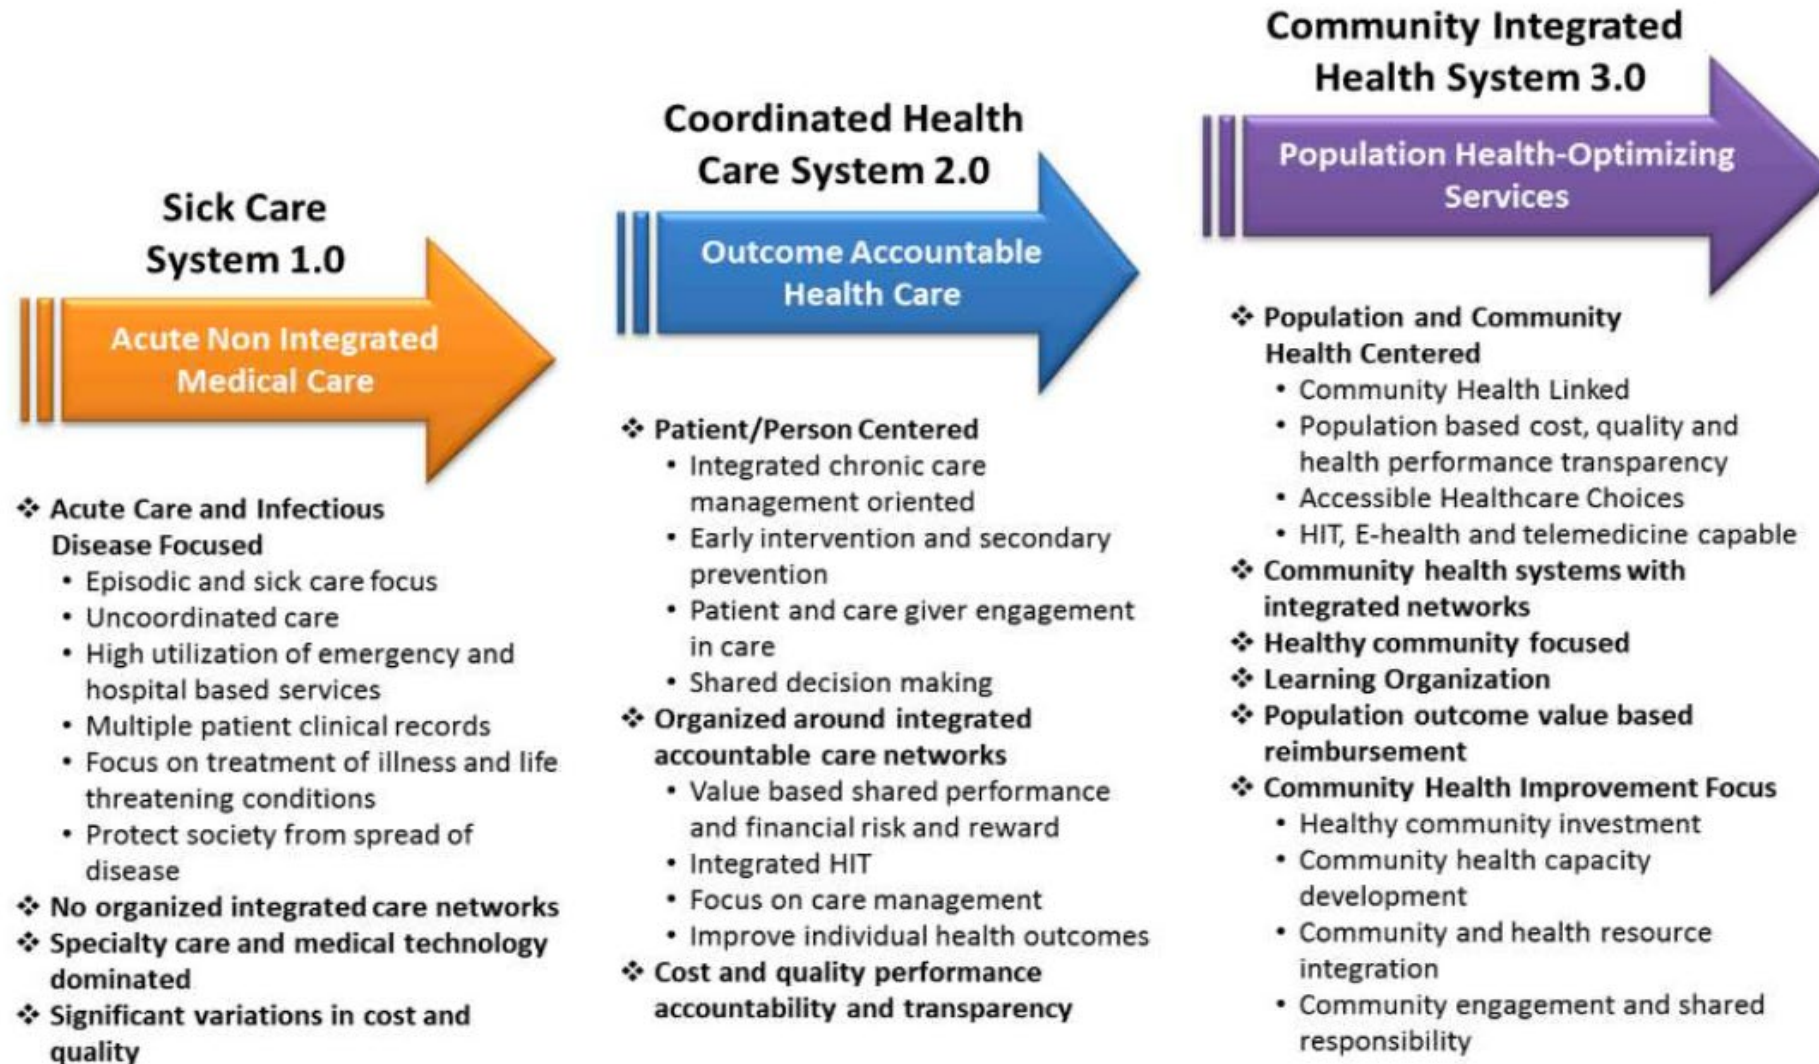 Sick Care
System 1.0
Acute Non Integrated
Medical Care
❖ Acute Care and Infectious
Disease Focused
• Episodic and sick care focus
• Uncoordinated care
• High utilization of emergency and
hospital based services
• Multiple patient clinical records
• Focus on treatment of illness and life
threatening conditions
• Protect society from spread of
disease
❖ No organized integrated care networks
❖ Specialty care and medical technology
dominated
❖ Significant variations in cost and
quality
Coordinated Health
Care System 2.0
Outcome Accountable
Health Care
❖ Patient/Person Centered
• Integrated chronic care
management oriented
• Early intervention and secondary
prevention
• Patient and care giver engagement
in care
• Shared decision making
❖ Organized around integrated
accountable care networks
• Value based shared performance
and financial risk and reward
• Integrated HIT
• Focus on care management
• Improve individual health outcomes
❖ Cost and quality performance
accountability and transparency
Community Integrated
Health System 3.0
Population Health-Optimizing
Services
❖ Population and Community
Health Centered
• Community Health Linked
• Population based cost, quality and
health performance transparency
• Accessible Healthcare Choices
• HIT, E-health and telemedicine capable
❖ Community health systems with
integrated networks
❖ Healthy community focused
❖ Learning Organization
❖ Population outcome value based
reimbursement
❖ Community Health Improvement Focus
• Healthy community investment
• Community health capacity
development
• Community and health resource
integration
• Community engagement and shared
responsibility